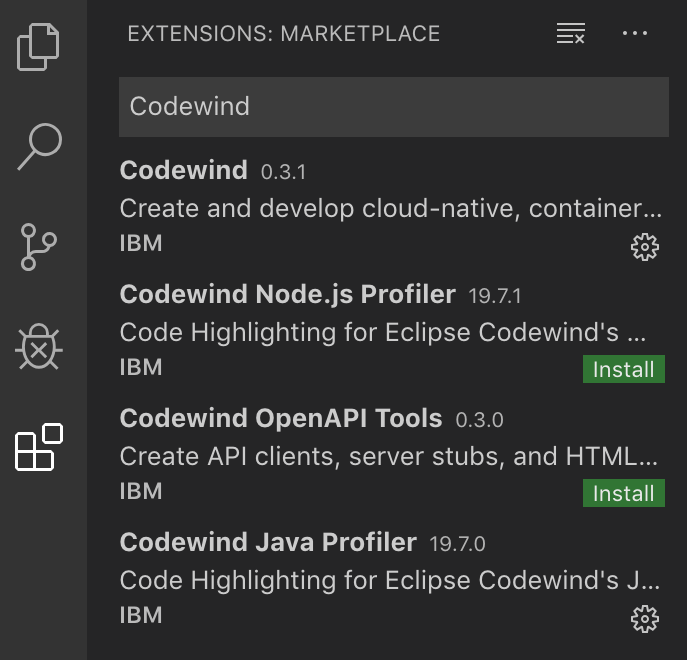 EXTENSIONS: MARKETPLACE
Codewind
Codewind 0.3.1
Create and develop cloud-native, container...
IBM
Codewind Node.js Profiler 19.7.1
Code Highlighting for Eclipse Codewind's ...
IBM
Install
Codewind OpenAPI Tools 0.3.0
Create API clients, server stubs, and HTML...
IBM
Install
Codewind Java Profiler 19.7.0
Code Highlighting for Eclipse Codewind's J...
IBM